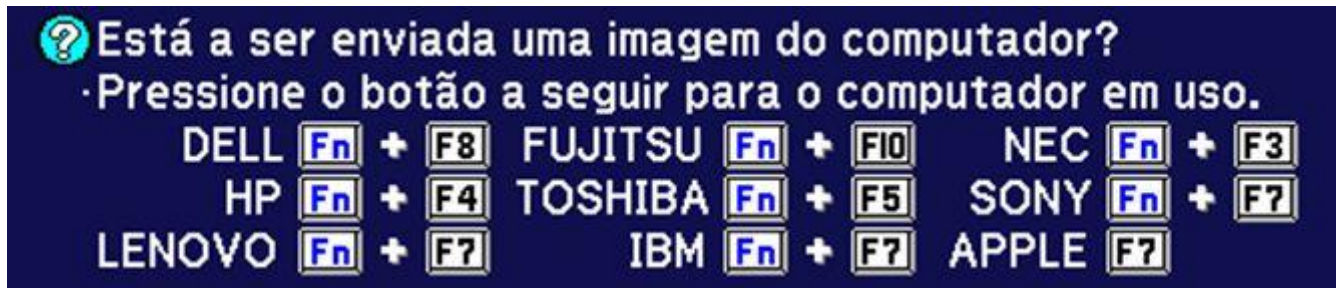 ? Está a ser enviada uma imagem do computador?
·Pressione o botão a seguir para o computador em uso.
DELL Fn + F8 FUJITSU Fn + F10 NEC Fn + F3
HP Fn + F4 TOSHIBA Fn + F5 SONY Fn + F7
LENOVO Fn + F7 IBM Fn + F7 APPLE F7